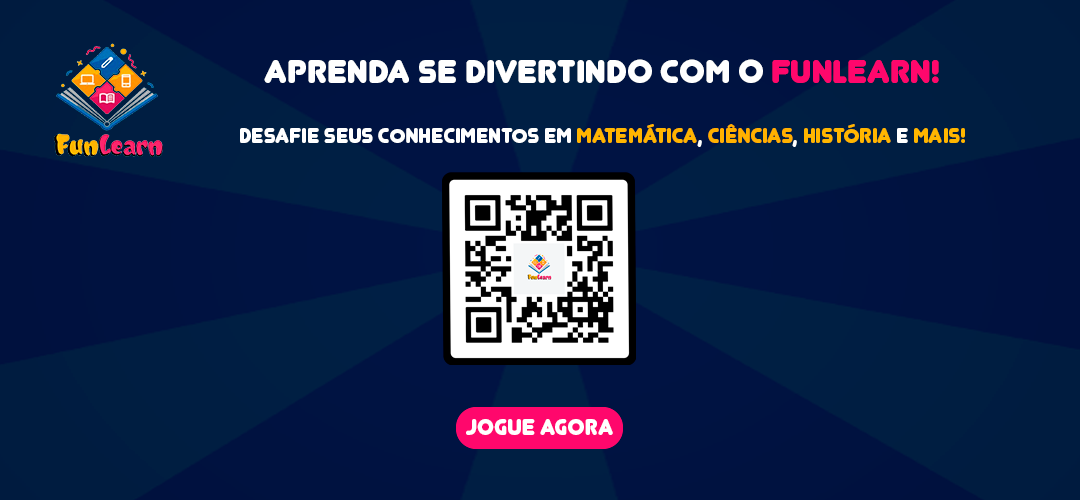 APRENDA SE DIVERTINDO COM O FUNLEARN!
FunLearn
DESAFIE SEUS CONHECIMENTOS EM MATEMÁTICA, CIÊNCIAS, HISTÓRIA E MAIS!
FunLearn
JOGUE AGORA